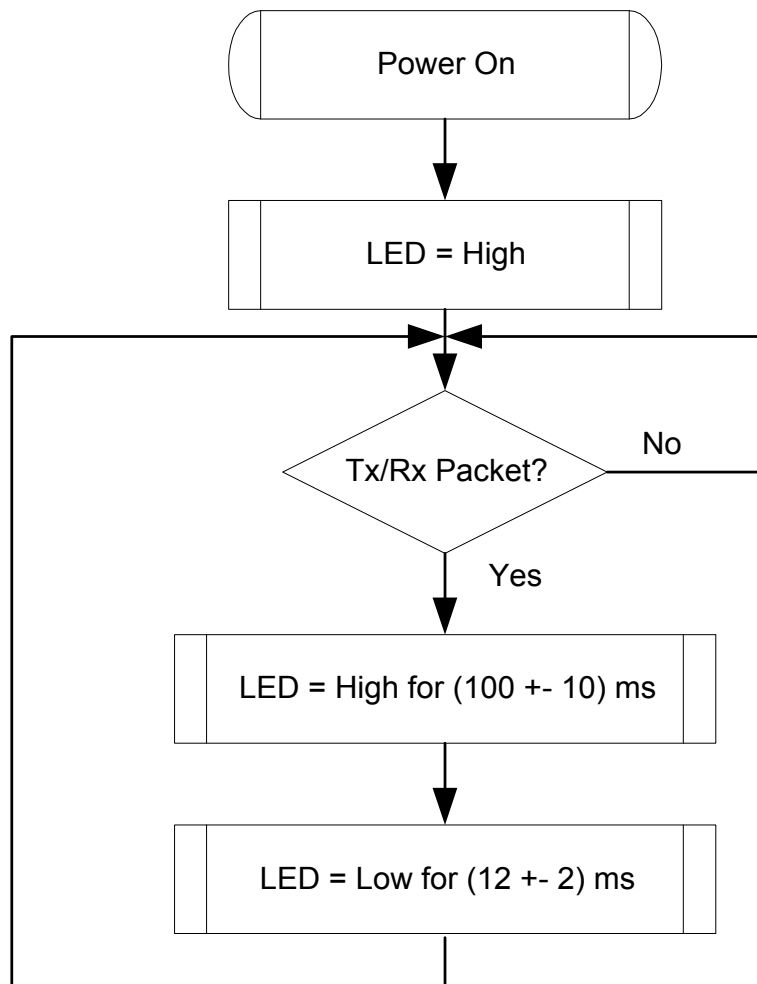 Power On
LED = High
Tx/Rx Packet?
No
Yes
LED = High for (100 +- 10) ms
LED = Low for (12 +- 2) ms